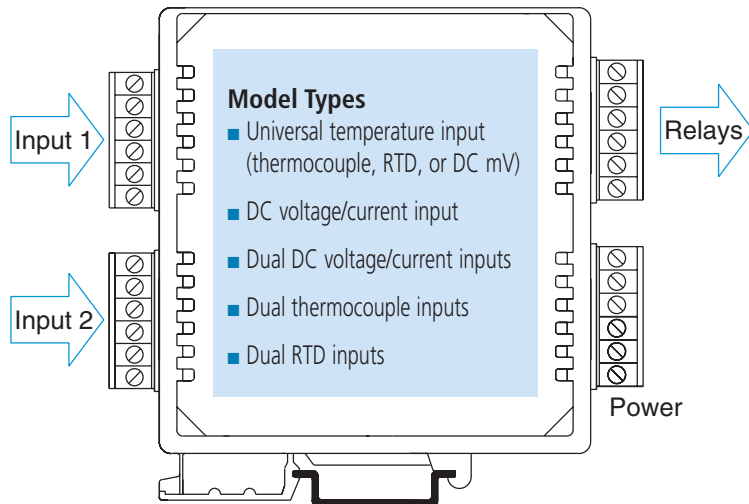 Model Types
■ Universal temperature input
(thermocouple, RTD, or DC mV)
■ DC voltage/current input
■ Dual DC voltage/current inputs
■ Dual thermocouple inputs
■ Dual RTD inputs
Input 1
Input 2
Relays
Power